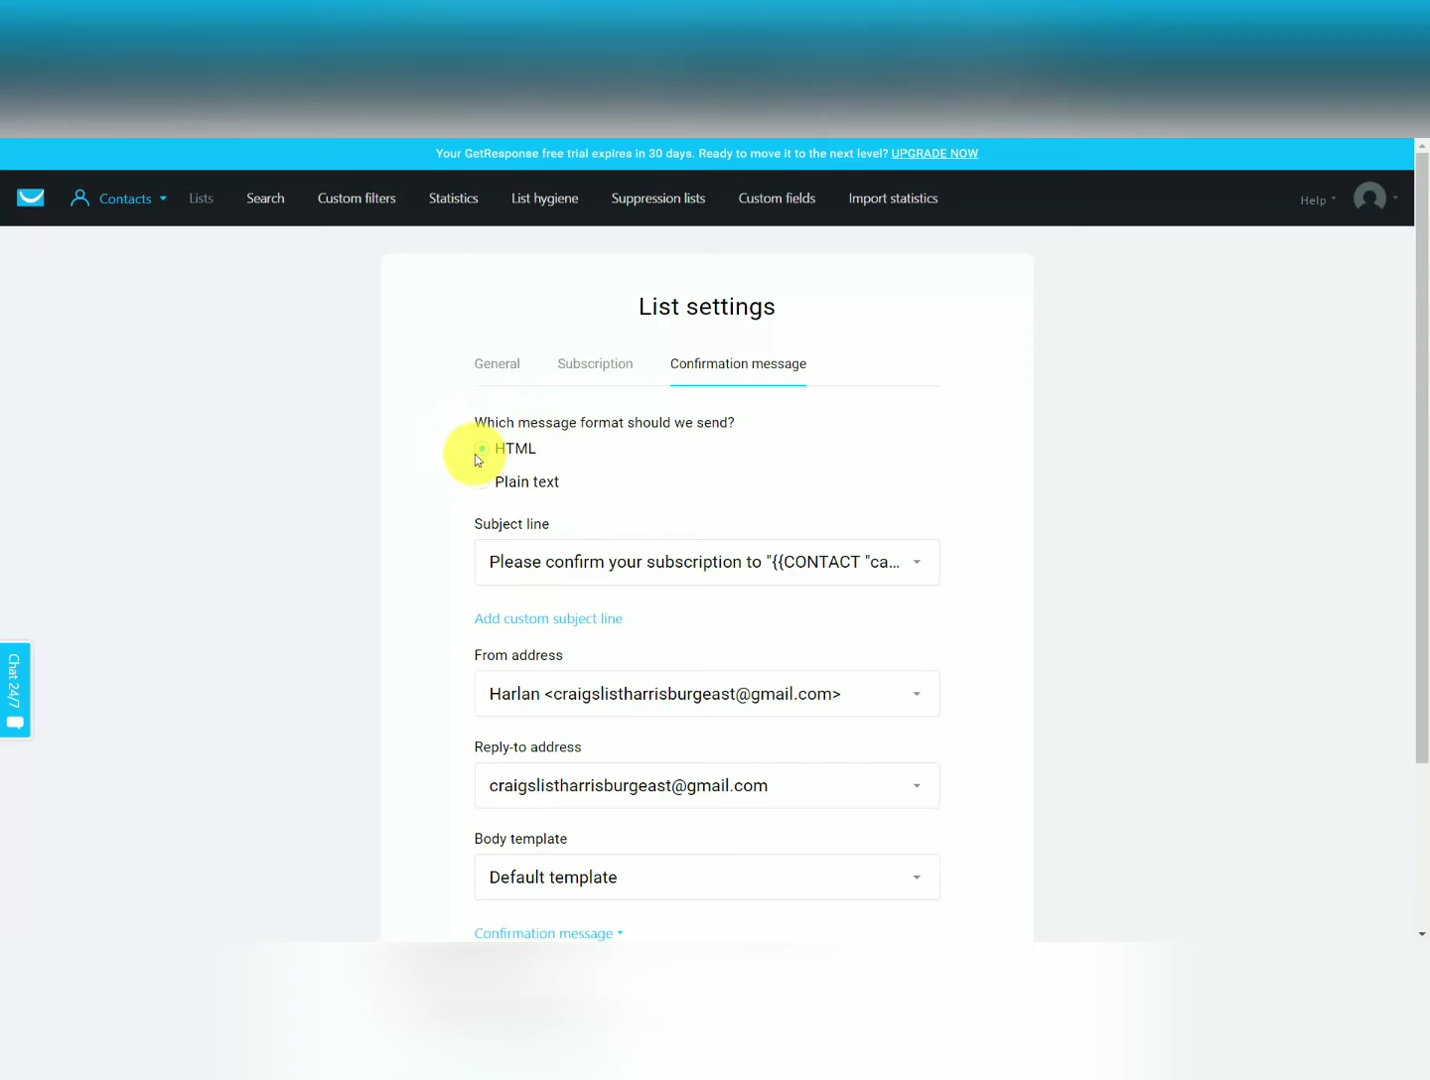 Your GetResponse free trial expires in 30 days. Ready to move it to the next level? UPGRADE NOW
Contacts Lists Search Custom filters Statistics List hygiene Suppression lists Custom fields Import statistics Help
List settings
General Subscription Confirmation message
Which message format should we send?
HTML
Plain text
Subject line
Please confirm your subscription to "{{CONTACT "ca...
Add custom subject line
From address
Harlan <craigslistharrisburgeast@gmail.com>
Reply-to address
craigslistharrisburgeast@gmail.com
Body template
Default template
Confirmation message
Chat 24/7